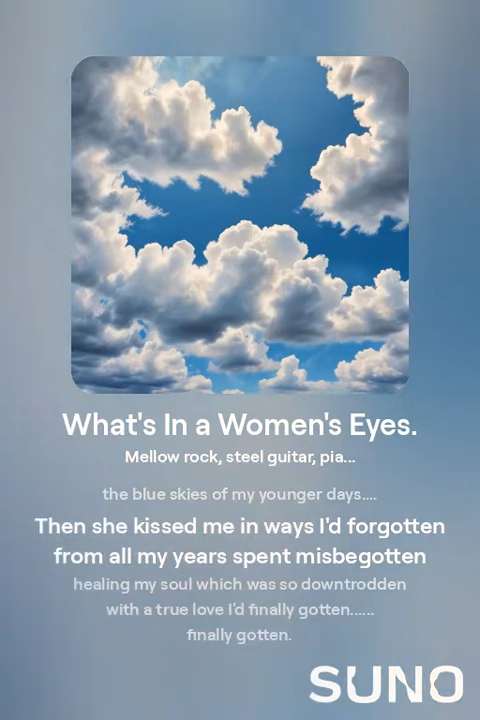 What's In a Women's Eyes.
Mellow rock, steel guitar, pia...
the blue skies of my younger days....
Then she kissed me in ways I'd forgotten
from all my years spent misbegotten
healing my soul which was so downtrodden
with a true love I'd finally gotten......
finally gotten.
SUNO